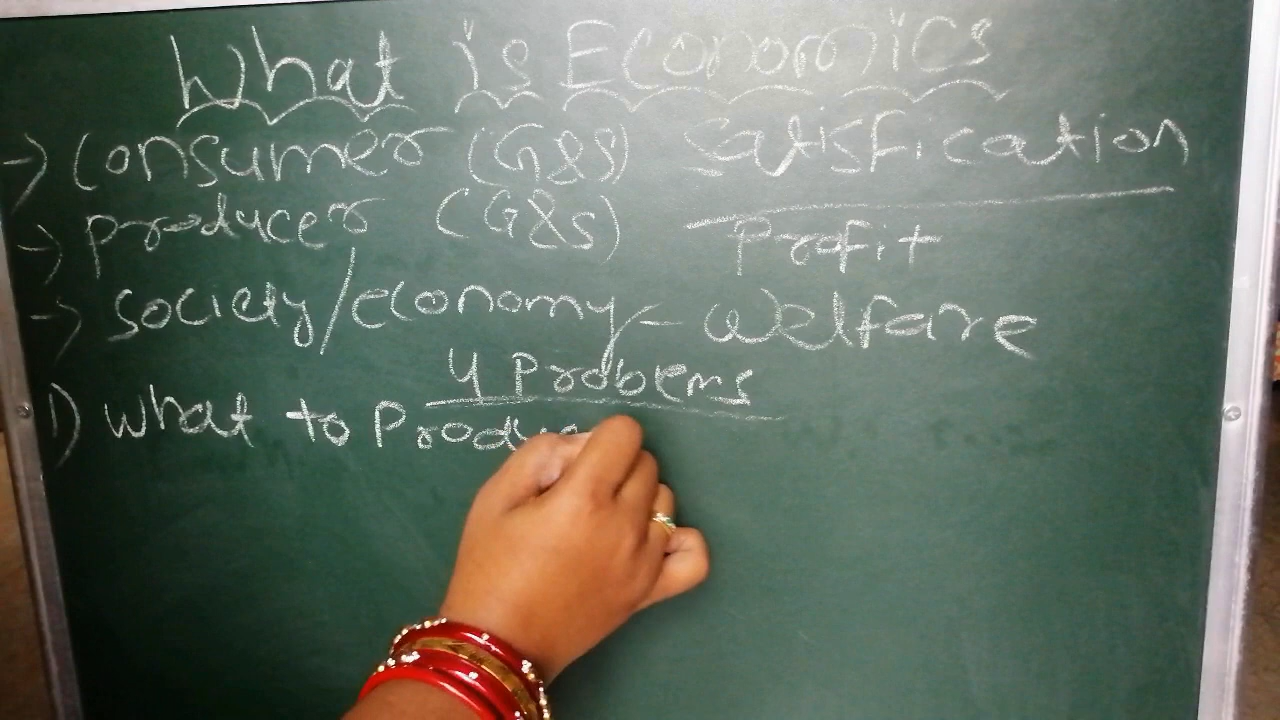 What is Economics
→ Consumer (G&S) satisfication
→ producer (G&S) Profit
→ society/economy - welfare
4 Problems
1) what to Produ